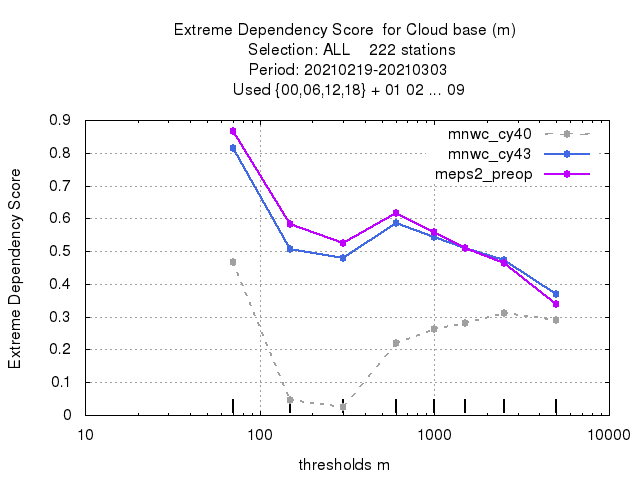 Extreme Dependency Score  for Cloud base (m)
Selection: ALL    222 stations
Period: 20210219-20210303
Used {00,06,12,18} + 01 02 ... 09
0.9
0.8
0.7
0.6
0.5
0.4
0.3
0.2
0.1
0
Extreme Dependency Score
mnwc_cy40
mnwc_cy43
meps2_preop
10
100
1000
10000
thresholds m